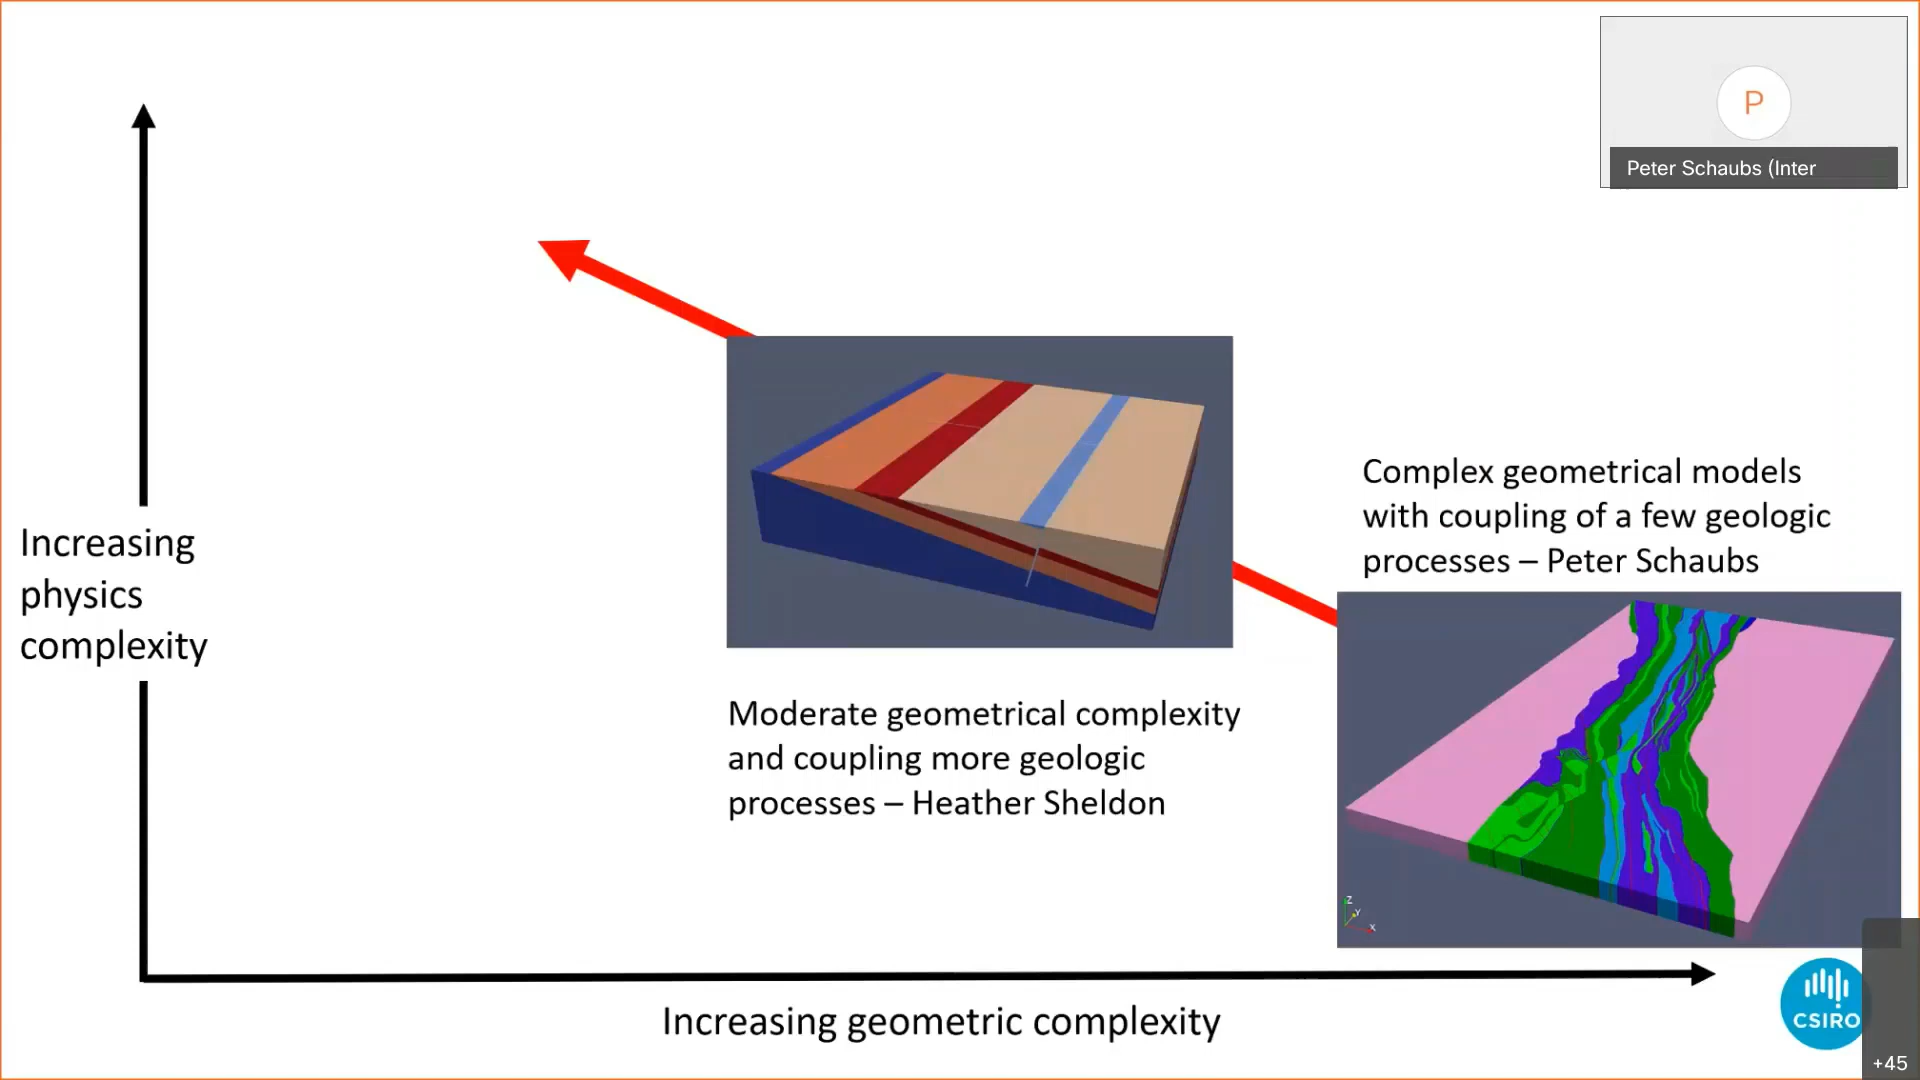 P
Peter Schaubs (Inter
Increasing
physics
complexity
Complex geometrical models
with coupling of a few geologic
processes – Peter Schaubs
Moderate geometrical complexity
and coupling more geologic
processes – Heather Sheldon
Z
Y
X
Increasing geometric complexity
CSIRO
+45